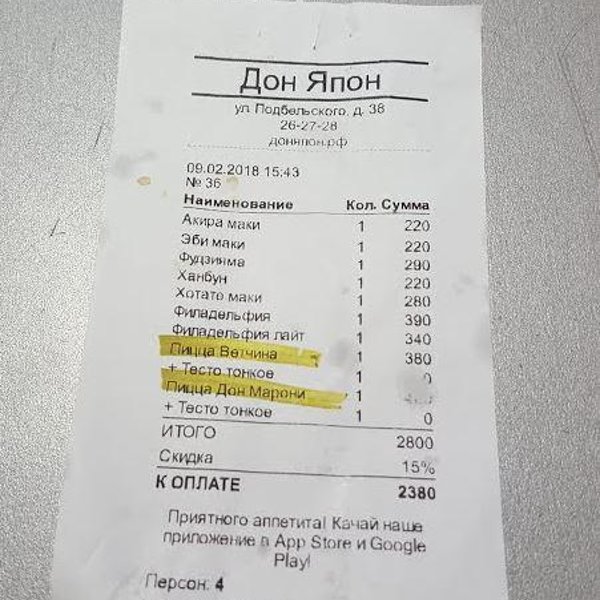 Дон Япон
ул. Подбельского, д. 38
26-27-28
доняпон.рф
09.02.2018 15:43
№ 36
Наименование Кол. Сумма
Акира маки 1 220
Эби маки 1 220
Фудзияма 1 290
Ханбун 1 220
Хотате маки 1 280
Филадельфия 1 390
Филадельфия лайт 1 340
Пицца Ветчина 1 380
+ Тесто тонкое 1 0
Пицца Дон Марони 1
+ Тесто тонкое 1 0
ИТОГО 2800
Скидка 15%
К ОПЛАТЕ 2380
Приятного аппетита! Качай наше
приложение в App Store и Google
Play!
Персон: 4